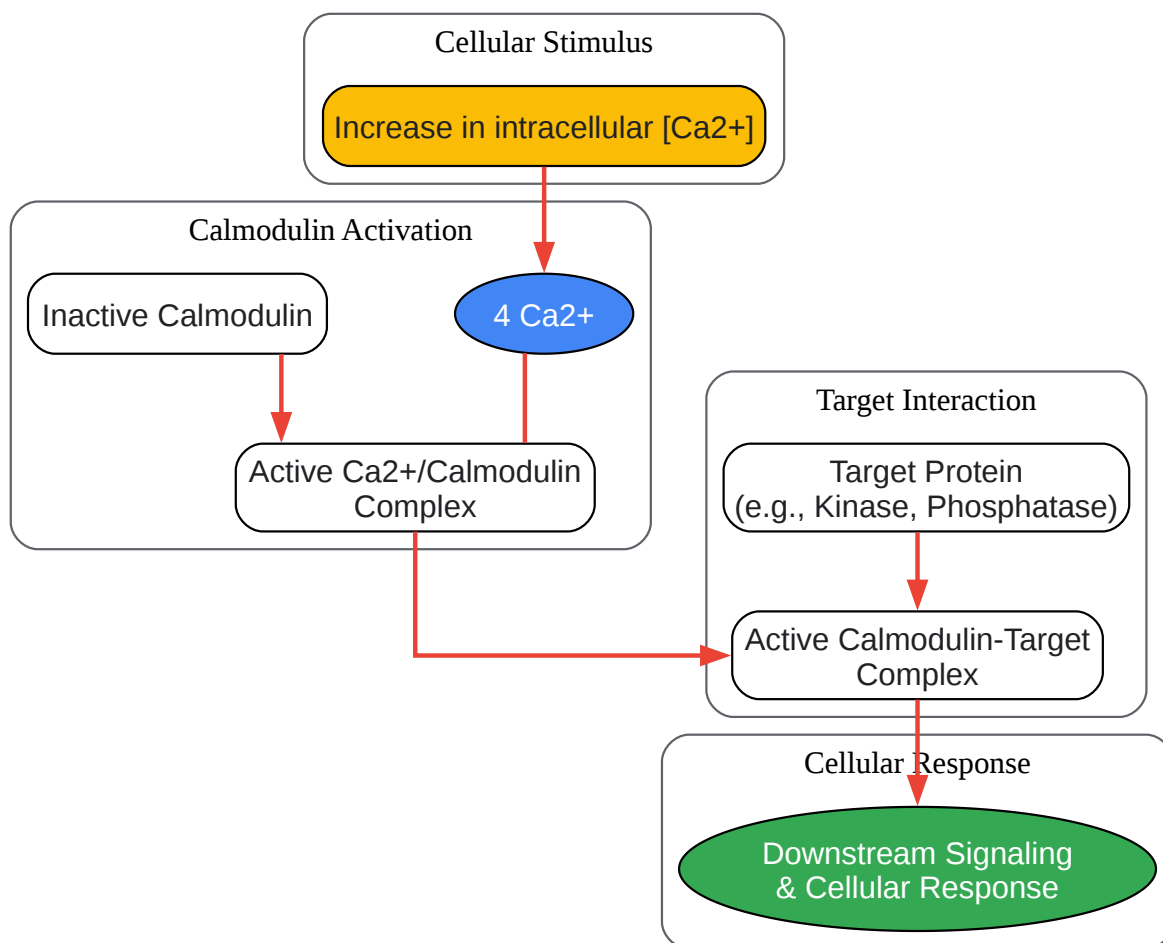 Cellular Stimulus
Increase in intracellular [Ca2+]
Calmodulin Activation
Inactive Calmodulin
4 Ca2+
Active Ca2+/Calmodulin
Complex
Target Interaction
Target Protein
(e.g., Kinase, Phosphatase)
Active Calmodulin-Target
Complex
Cellular Response
Downstream Signaling
& Cellular Response